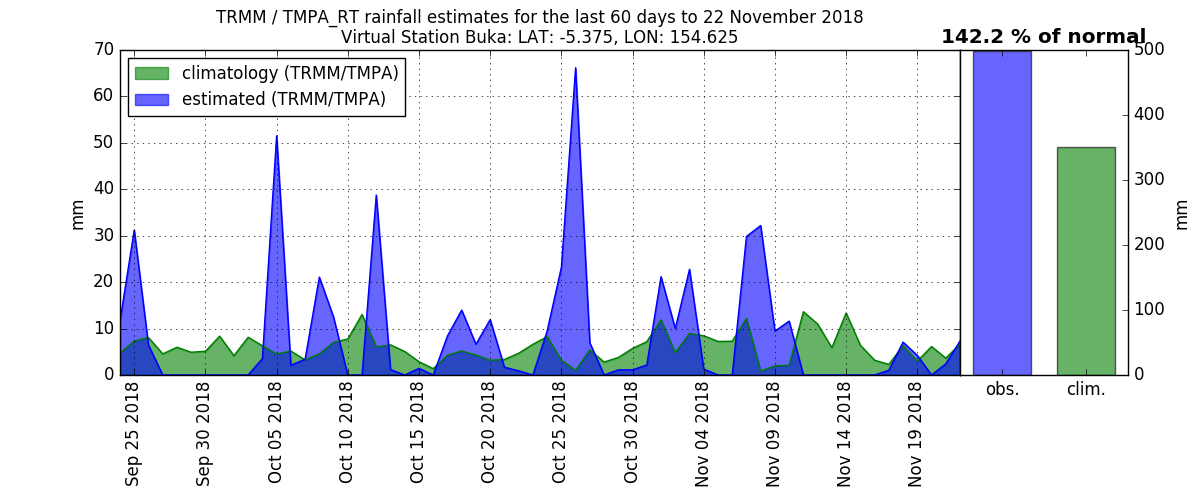 TRMM / TMPA_RT rainfall estimates for the last 60 days to 22 November 2018
Virtual Station Buka: LAT: -5.375, LON: 154.625
142.2 % of normal
climatology (TRMM/TMPA)
estimated (TRMM/TMPA)
70
60
50
40
30
20
10
0
mm
Sep 25 2018
Sep 30 2018
Oct 05 2018
Oct 10 2018
Oct 15 2018
Oct 20 2018
Oct 25 2018
Oct 30 2018
Nov 04 2018
Nov 09 2018
Nov 14 2018
Nov 19 2018
obs.
clim.
500
400
300
200
100
0
mm